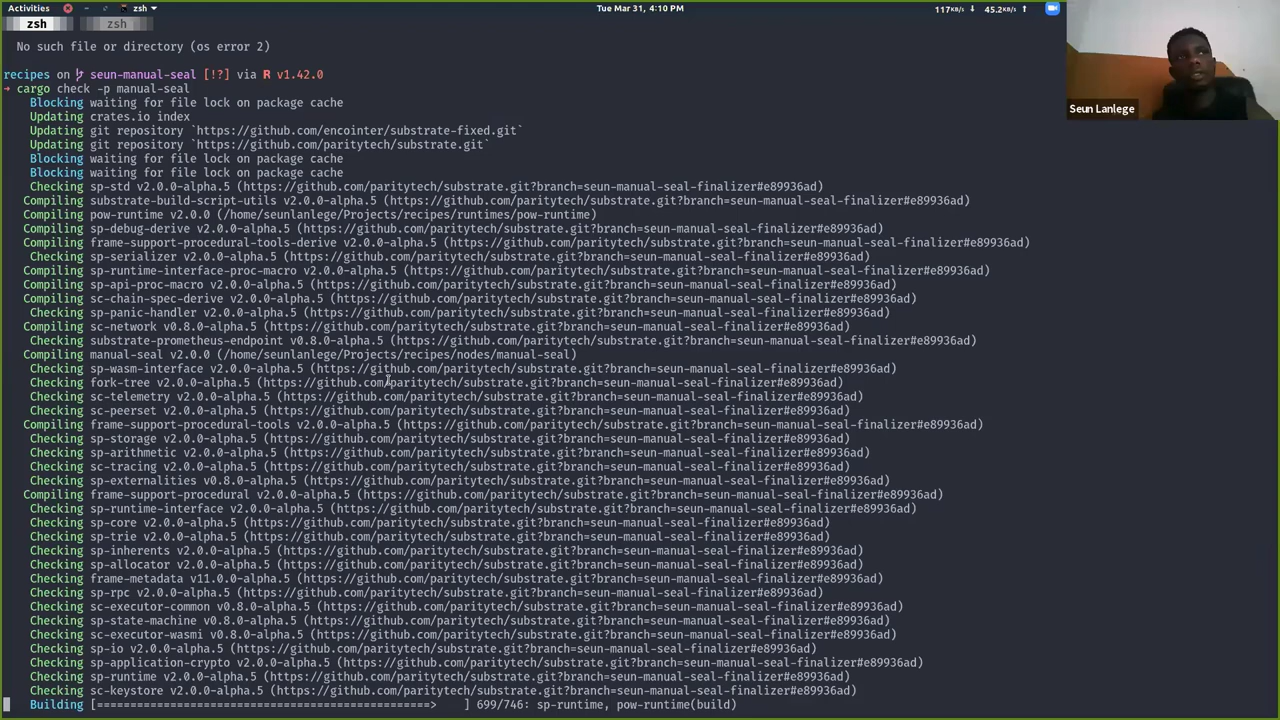 Activities zsh Tue Mar 31, 4:10 PM 117 KB/s ↓ 45.2 KB/s ↑
zsh zsh
No such file or directory (os error 2)
Seun Lanlege
recipes on seun-manual-seal [!?] via R v1.42.0
→ cargo check -p manual-seal
Blocking waiting for file lock on package cache
Updating crates.io index
Updating git repository `https://github.com/encointer/substrate-fixed.git`
Updating git repository `https://github.com/paritytech/substrate.git`
Blocking waiting for file lock on package cache
Blocking waiting for file lock on package cache
Checking sp-std v2.0.0-alpha.5 (https://github.com/paritytech/substrate.git?branch=seun-manual-seal-finalizer#e89936ad)
Compiling substrate-build-script-utils v2.0.0-alpha.5 (https://github.com/paritytech/substrate.git?branch=seun-manual-seal-finalizer#e89936ad)
Compiling pow-runtime v2.0.0 (/home/seunlanlege/Projects/recipes/runtimes/pow-runtime)
Checking sp-debug-derive v2.0.0-alpha.5 (https://github.com/paritytech/substrate.git?branch=seun-manual-seal-finalizer#e89936ad)
Compiling frame-support-procedural-tools-derive v2.0.0-alpha.5 (https://github.com/paritytech/substrate.git?branch=seun-manual-seal-finalizer#e89936ad)
Checking sp-serializer v2.0.0-alpha.5 (https://github.com/paritytech/substrate.git?branch=seun-manual-seal-finalizer#e89936ad)
Compiling sp-runtime-interface-proc-macro v2.0.0-alpha.5 (https://github.com/paritytech/substrate.git?branch=seun-manual-seal-finalizer#e89936ad)
Compiling sp-api-proc-macro v2.0.0-alpha.5 (https://github.com/paritytech/substrate.git?branch=seun-manual-seal-finalizer#e89936ad)
Compiling sc-chain-spec-derive v2.0.0-alpha.5 (https://github.com/paritytech/substrate.git?branch=seun-manual-seal-finalizer#e89936ad)
Checking sp-panic-handler v2.0.0-alpha.5 (https://github.com/paritytech/substrate.git?branch=seun-manual-seal-finalizer#e89936ad)
Compiling sc-network v0.8.0-alpha.5 (https://github.com/paritytech/substrate.git?branch=seun-manual-seal-finalizer#e89936ad)
Checking substrate-prometheus-endpoint v0.8.0-alpha.5 (https://github.com/paritytech/substrate.git?branch=seun-manual-seal-finalizer#e89936ad)
Compiling manual-seal v2.0.0 (/home/seunlanlege/Projects/recipes/nodes/manual-seal)
Checking sp-wasm-interface v2.0.0-alpha.5 (https://github.com/paritytech/substrate.git?branch=seun-manual-seal-finalizer#e89936ad)
Checking fork-tree v2.0.0-alpha.5 (https://github.com/paritytech/substrate.git?branch=seun-manual-seal-finalizer#e89936ad)
Checking sc-telemetry v2.0.0-alpha.5 (https://github.com/paritytech/substrate.git?branch=seun-manual-seal-finalizer#e89936ad)
Checking sc-peerset v2.0.0-alpha.5 (https://github.com/paritytech/substrate.git?branch=seun-manual-seal-finalizer#e89936ad)
Compiling frame-support-procedural-tools v2.0.0-alpha.5 (https://github.com/paritytech/substrate.git?branch=seun-manual-seal-finalizer#e89936ad)
Checking sp-storage v2.0.0-alpha.5 (https://github.com/paritytech/substrate.git?branch=seun-manual-seal-finalizer#e89936ad)
Checking sp-arithmetic v2.0.0-alpha.5 (https://github.com/paritytech/substrate.git?branch=seun-manual-seal-finalizer#e89936ad)
Checking sc-tracing v2.0.0-alpha.5 (https://github.com/paritytech/substrate.git?branch=seun-manual-seal-finalizer#e89936ad)
Checking sp-externalities v0.8.0-alpha.5 (https://github.com/paritytech/substrate.git?branch=seun-manual-seal-finalizer#e89936ad)
Compiling frame-support-procedural v2.0.0-alpha.5 (https://github.com/paritytech/substrate.git?branch=seun-manual-seal-finalizer#e89936ad)
Checking sp-runtime-interface v2.0.0-alpha.5 (https://github.com/paritytech/substrate.git?branch=seun-manual-seal-finalizer#e89936ad)
Checking sp-core v2.0.0-alpha.5 (https://github.com/paritytech/substrate.git?branch=seun-manual-seal-finalizer#e89936ad)
Checking sp-trie v2.0.0-alpha.5 (https://github.com/paritytech/substrate.git?branch=seun-manual-seal-finalizer#e89936ad)
Checking sp-inherents v2.0.0-alpha.5 (https://github.com/paritytech/substrate.git?branch=seun-manual-seal-finalizer#e89936ad)
Checking sp-allocator v2.0.0-alpha.5 (https://github.com/paritytech/substrate.git?branch=seun-manual-seal-finalizer#e89936ad)
Checking frame-metadata v11.0.0-alpha.5 (https://github.com/paritytech/substrate.git?branch=seun-manual-seal-finalizer#e89936ad)
Checking sp-rpc v2.0.0-alpha.5 (https://github.com/paritytech/substrate.git?branch=seun-manual-seal-finalizer#e89936ad)
Checking sc-executor-common v0.8.0-alpha.5 (https://github.com/paritytech/substrate.git?branch=seun-manual-seal-finalizer#e89936ad)
Checking sp-state-machine v0.8.0-alpha.5 (https://github.com/paritytech/substrate.git?branch=seun-manual-seal-finalizer#e89936ad)
Checking sc-executor-wasmi v0.8.0-alpha.5 (https://github.com/paritytech/substrate.git?branch=seun-manual-seal-finalizer#e89936ad)
Checking sp-io v2.0.0-alpha.5 (https://github.com/paritytech/substrate.git?branch=seun-manual-seal-finalizer#e89936ad)
Checking sp-application-crypto v2.0.0-alpha.5 (https://github.com/paritytech/substrate.git?branch=seun-manual-seal-finalizer#e89936ad)
Checking sp-runtime v2.0.0-alpha.5 (https://github.com/paritytech/substrate.git?branch=seun-manual-seal-finalizer#e89936ad)
Checking sc-keystore v2.0.0-alpha.5 (https://github.com/paritytech/substrate.git?branch=seun-manual-seal-finalizer#e89936ad)
Building [==================================================> ] 699/746: sp-runtime, pow-runtime(build)